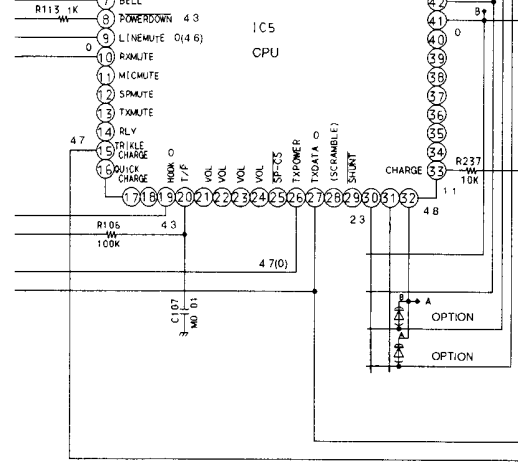 7 BELL
R113 1K
8 POWERDOWN 4.3
9 LINEMUTE 0(4.6)
0
10 RXMUTE
11 MICMUTE
12 SPMUTE
13 TXMUTE
14 RLY
4.7
15 TRIKLE CHARGE
16 QUICK CHARGE
IC5
CPU
42
B
41
0
40
39
38
37
36
35
34
CHARGE 33
R237
10K
1.1
HOOK 0
T/P
VOL
VOL
VOL
VOL
SP-CS
TXPOWER
TXDATA 0
(SCRAMBLE)
SHUNT
17 18 19 20 21 22 23 24 25 26 27 28 29 30 31 32
4.8
2.3
R106
100K
4.3
4.7(0)
C107
MO .01
B
A
OPTION
A
OPTION